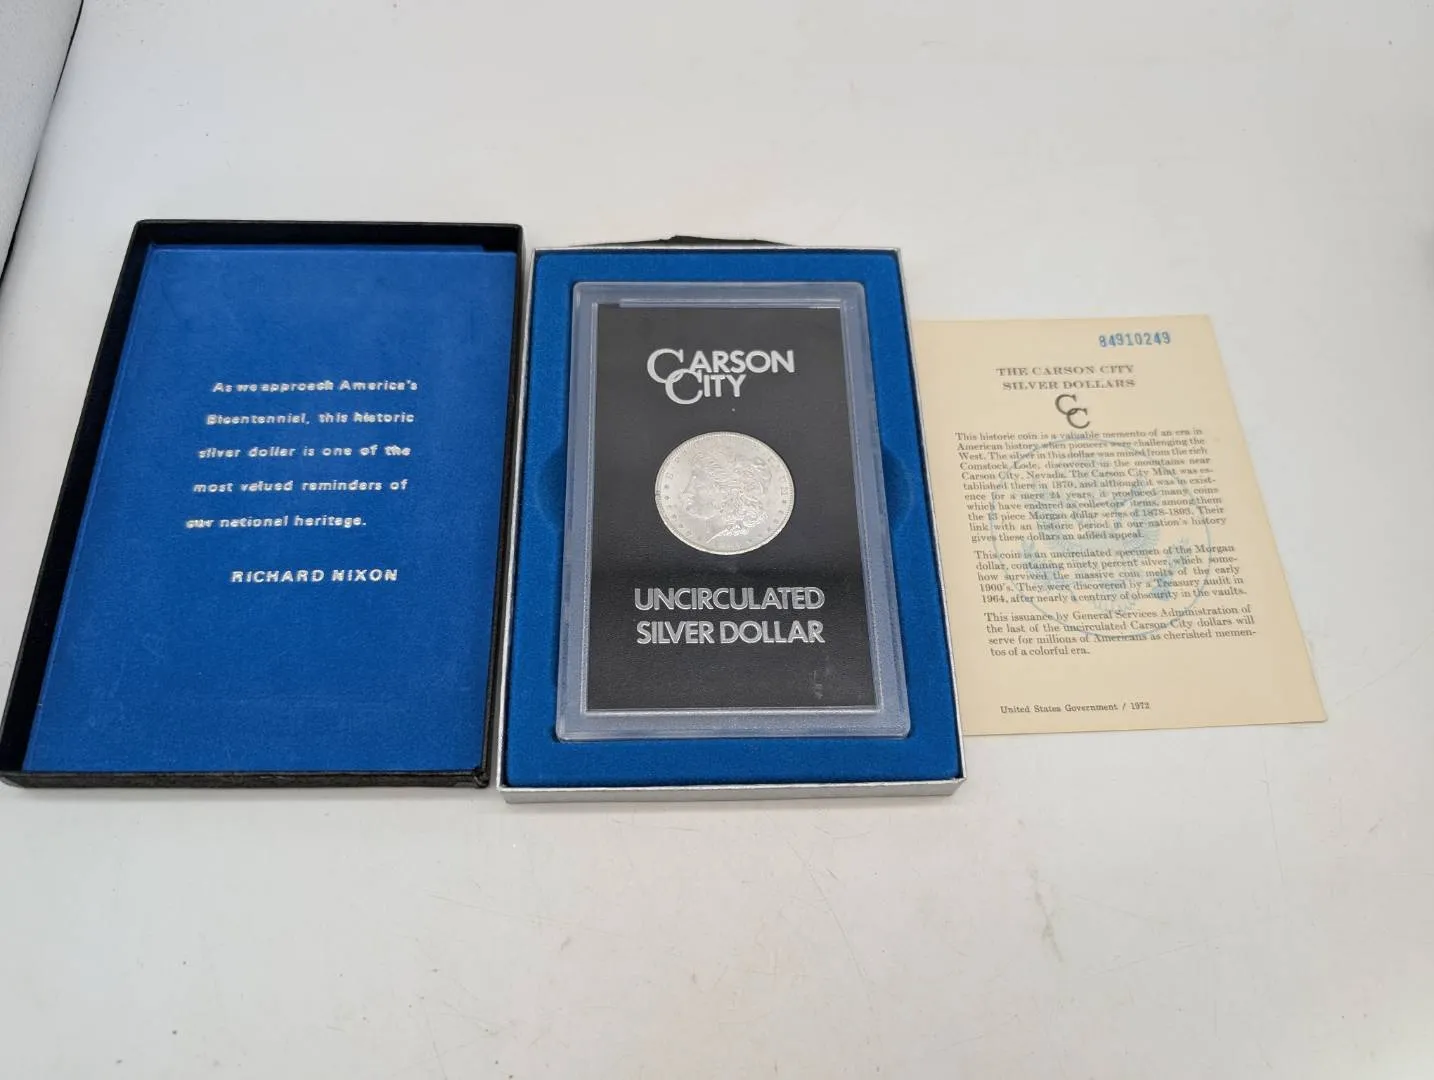 As we approach America's
Bicentennial, this historic
silver dollar is one of the
most valued reminders of
our national heritage.
RICHARD NIXON
CARSON
CITY
UNCIRCULATED
SILVER DOLLAR
84910249
THE CARSON CITY
SILVER DOLLARS
CC
This historic coin is a valuable memento of an era in
American history when pioneers were challenging the
West. The silver in this dollar was mined from the rich
Comstock Lode, discovered in the mountains near
Carson City, Nevada. The Carson City Mint was es-
tablished there in 1870, and although it was in exist-
ence for a mere 24 years, it produced many coins
which have endured as collectors' items, among them
the 13 piece Morgan dollar series of 1878-1893. Their
link with an historic period in our nation's history
gives these dollars an added appeal.
This coin is an uncirculated specimen of the Morgan
dollar, containing ninety percent silver, which some-
how survived the massive coin melts of the early
1900's. They were discovered by a Treasury audit in
1964, after nearly a century of obscurity in the vaults.
This issuance by General Services Administration of
the last of the uncirculated Carson City dollars will
serve for millions of Americans as cherished memen-
tos of a colorful era.
United States Government / 1972